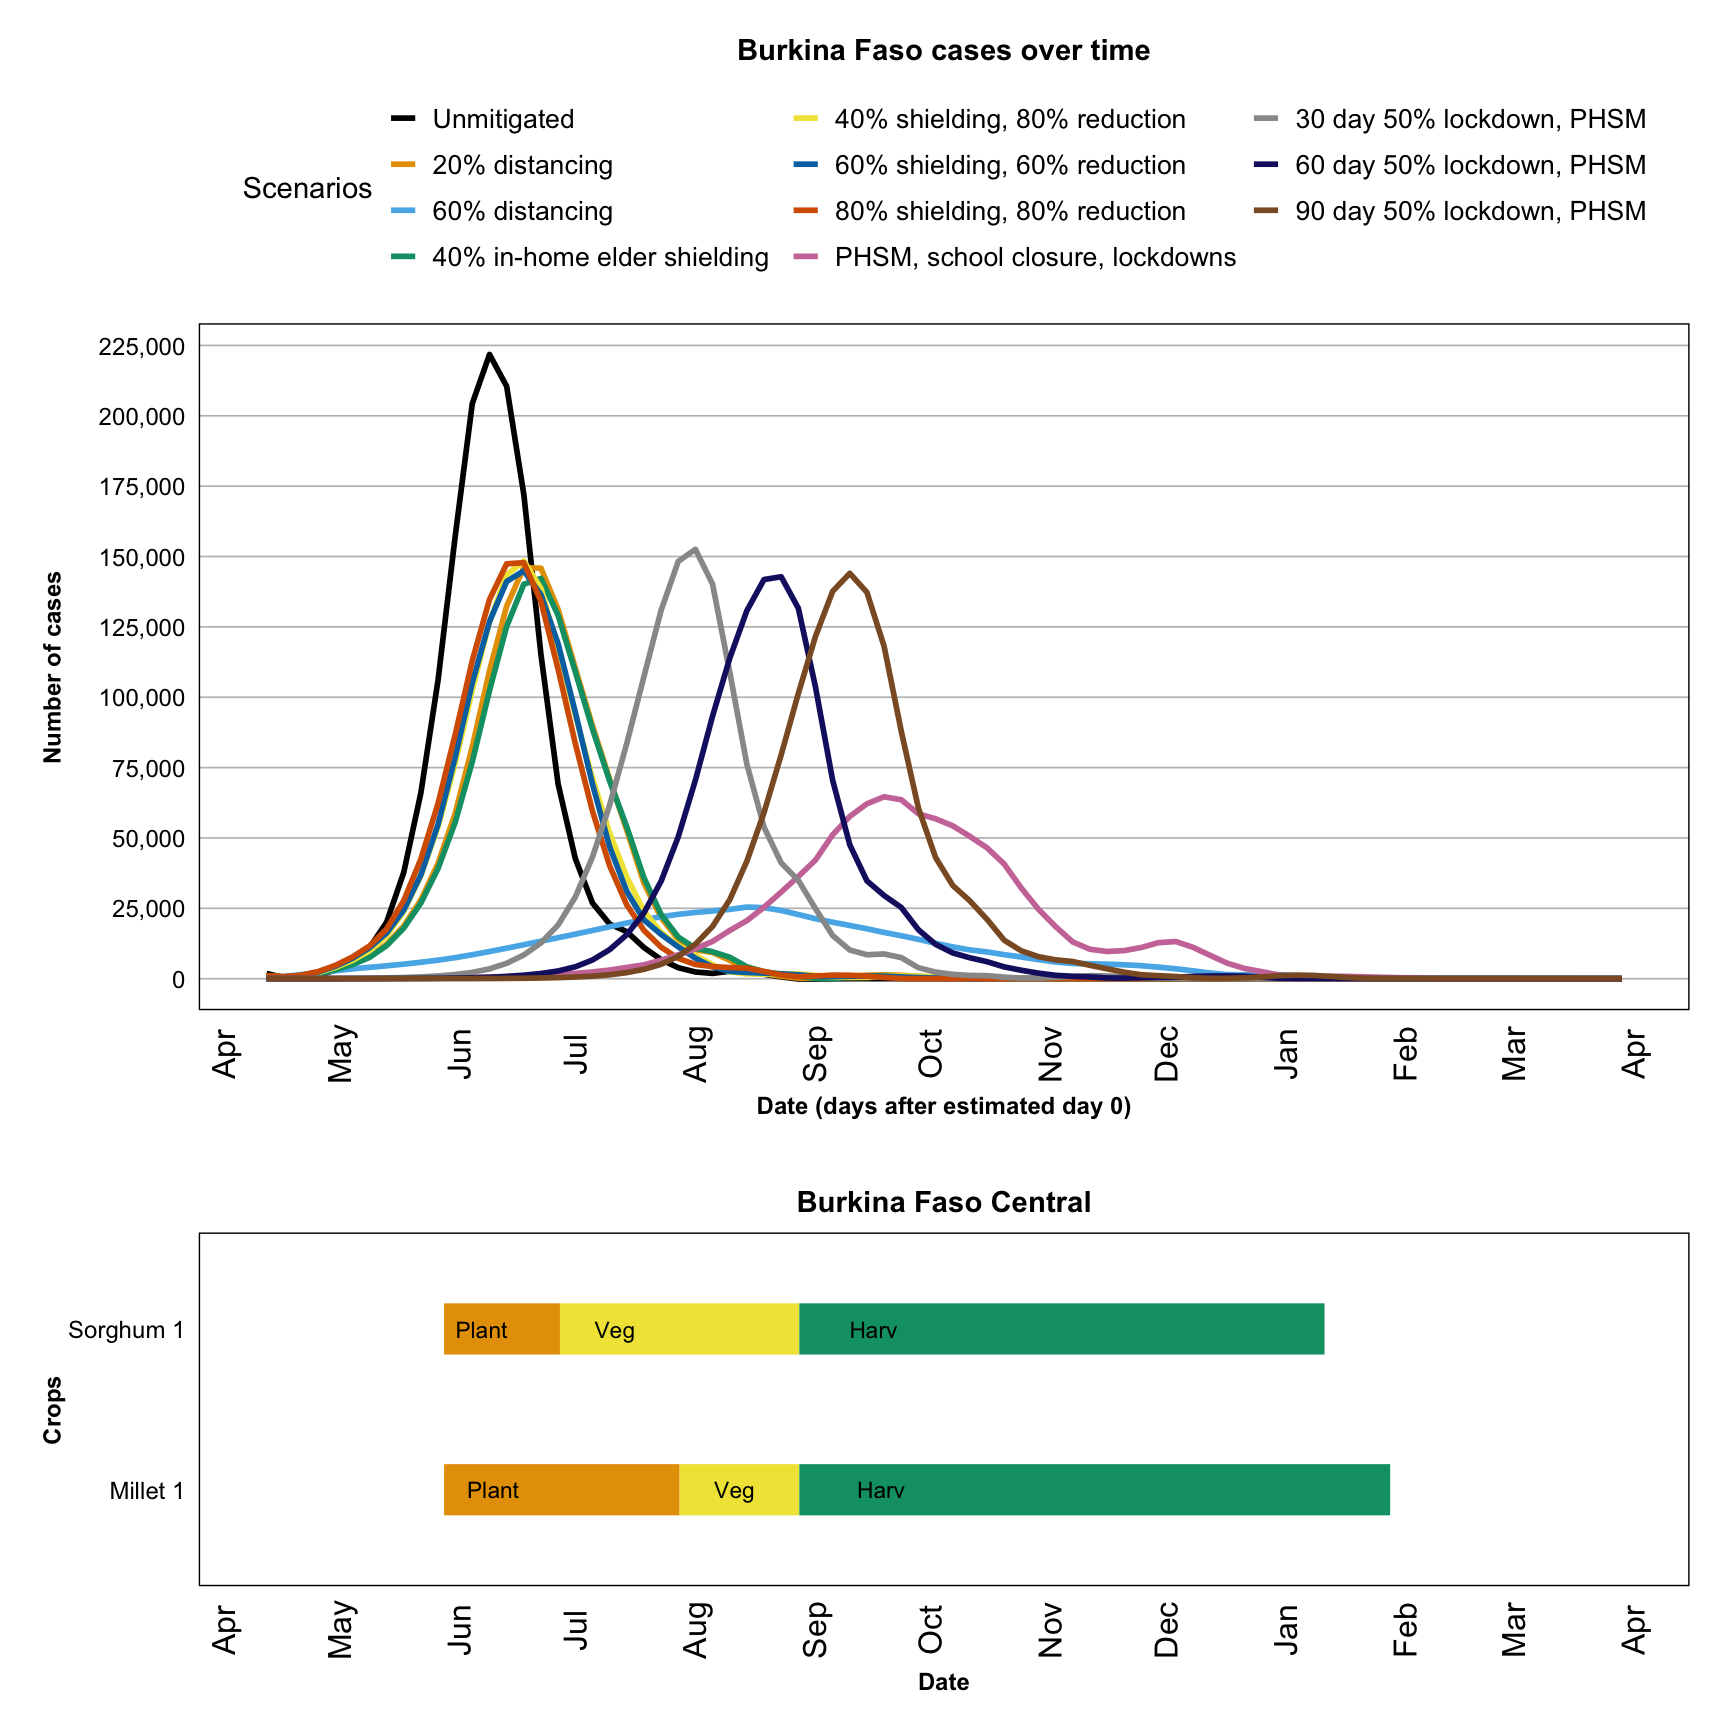 Burkina Faso cases over time
Scenarios
Unmitigated
20% distancing
60% distancing
40% in-home elder shielding
40% shielding, 80% reduction
60% shielding, 60% reduction
80% shielding, 80% reduction
PHSM, school closure, lockdowns
30 day 50% lockdown, PHSM
60 day 50% lockdown, PHSM
90 day 50% lockdown, PHSM
Number of cases
225,000
200,000
175,000
150,000
125,000
100,000
75,000
50,000
25,000
0
Apr May Jun Jul Aug Sep Oct Nov Dec Jan Feb Mar Apr
Date (days after estimated day 0)
Burkina Faso Central
Crops
Sorghum 1 Plant Veg Harv
Millet 1 Plant Veg Harv
Apr May Jun Jul Aug Sep Oct Nov Dec Jan Feb Mar Apr
Date